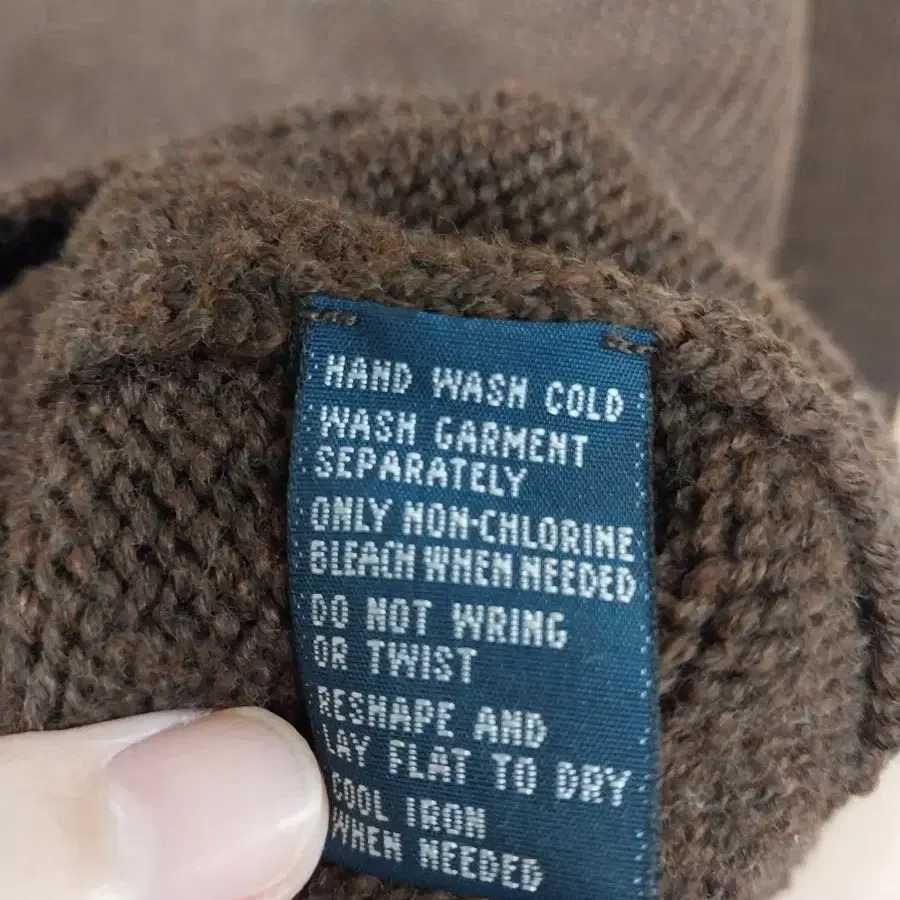 HAND WASH COLD
WASH GARMENT
SEPARATELY
ONLY NON-CHLORINE
BLEACH WHEN NEEDED
DO NOT WRING
OR TWIST
RESHAPE AND
LAY FLAT TO DRY
COOL IRON
WHEN NEEDED